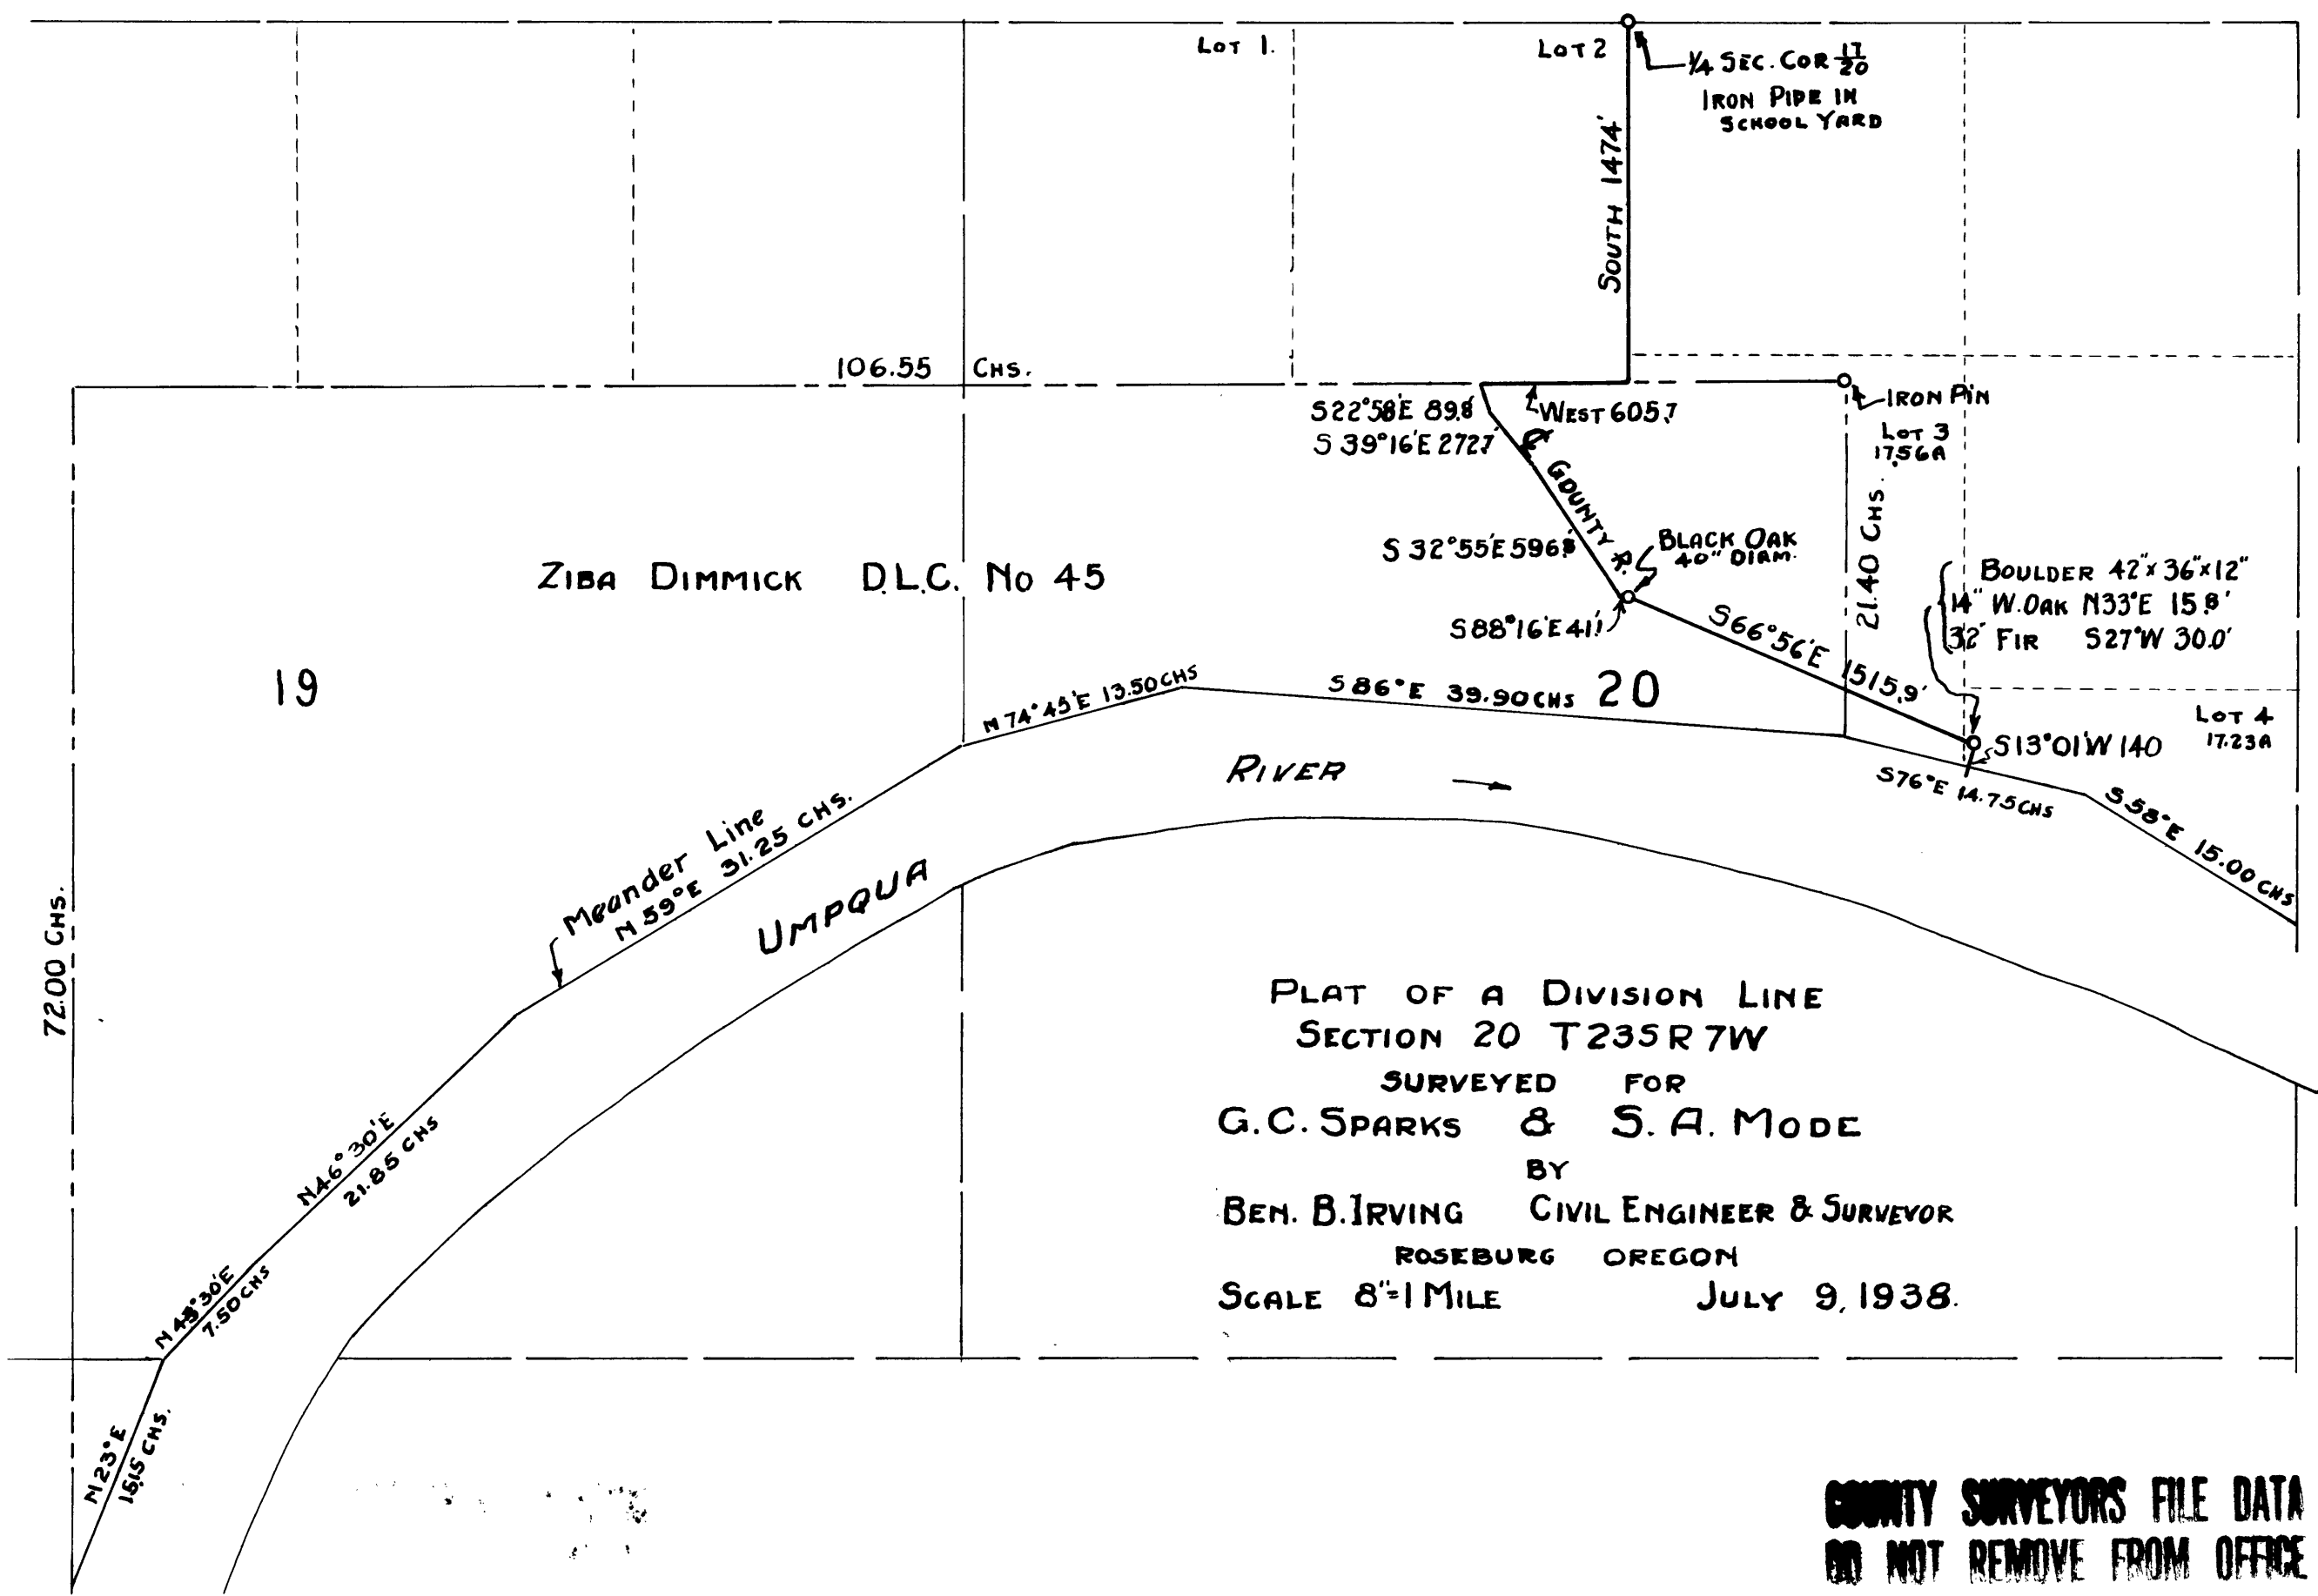 LOT 1.
LOT 2
1/4 SEC. COR 17/20
IRON PIPE IN
SCHOOL YARD
SOUTH 1474'
106.55 CHS.
S22°58'E 89.8'
WEST 605.7
S 39°16'E 272.7'
IRON PIN
LOT 3
17.56A
COUNTY R.
21.40 CHS.
S 32°55'E 596.8'
BLACK OAK
40" DIAM.
ZIBA DIMMICK D.L.C. No 45
BOULDER 42"x36"x12"
14" W.OAK N33°E 15.8'
32" FIR S27°W 30.0'
S88°16'E 41.1'
S66°56'E 1515.9'
19
N 74°45'E 13.50 CHS
S 86°E 39.90 CHS
20
LOT 4
17.23A
S13°01'W 140
RIVER
S76°E 14.75 CHS
S.58°E 15.00 CHS
Meander Line
N 59°E 31.25 CHS.
UMPQUA
72.00 CHS.
PLAT OF A DIVISION LINE
SECTION 20 T23S R7W
SURVEYED FOR
G.C. SPARKS & S.A. MODE
BY
BEN. B. IRVING CIVIL ENGINEER & SURVEYOR
ROSEBURG OREGON
SCALE 8"=1 MILE JULY 9, 1938.
N46°30'E
21.85 CHS
7.50 CHS
N23°E
15.15 CHS.
COUNTY SURVEYORS FILE DATA
DO NOT REMOVE FROM OFFICE